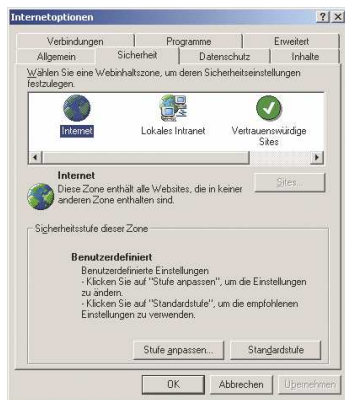 Internetoptionen
Verbindungen Programme Erweitert
Allgemein Sicherheit Datenschutz Inhalte
Wählen Sie eine Webinhaltszone, um deren Sicherheitseinstellungen
festzulegen.
Internet Lokales Intranet Vertrauenswürdige
Sites
Internet
Diese Zone enthält alle Websites, die in keiner
anderen Zone enthalten sind.
Sites...
Sicherheitsstufe dieser Zone
Benutzerdefiniert
Benutzerdefinierte Einstellungen
- Klicken Sie auf "Stufe anpassen", um die Einstellungen
zu ändern.
- Klicken Sie auf "Standardstufe", um die empfohlenen
Einstellungen zu verwenden.
Stufe anpassen... Standardstufe
OK Abbrechen Übernehmen